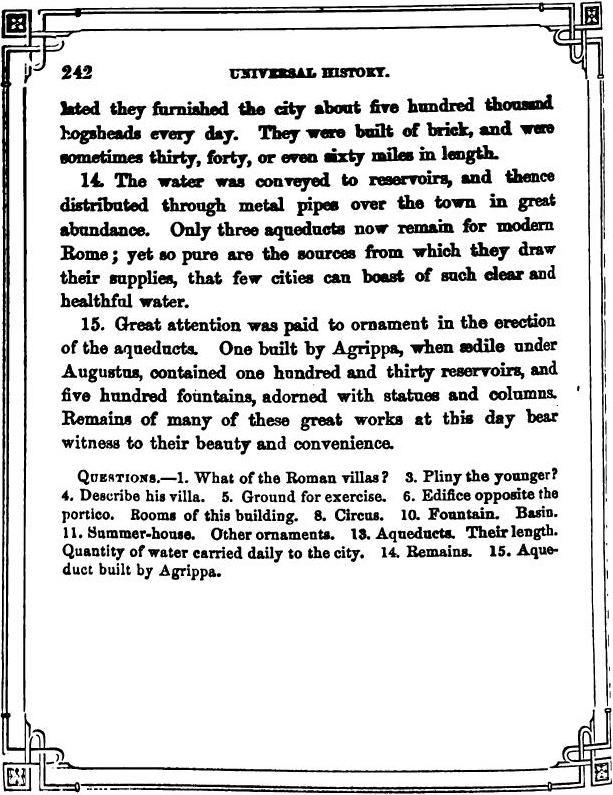 242 UNIVERSAL HISTORY.
lated they furnished the city about five hundred thousand
hogsheads every day. They were built of brick, and were
sometimes thirty, forty, or even sixty miles in length.
14. The water was conveyed to reservoirs, and thence
distributed through metal pipes over the town in great
abundance. Only three aqueducts now remain for modern
Rome; yet so pure are the sources from which they draw
their supplies, that few cities can boast of such clear and
healthful water.
15. Great attention was paid to ornament in the erection
of the aqueducts. One built by Agrippa, when ædile under
Augustus, contained one hundred and thirty reservoirs, and
five hundred fountains, adorned with statues and columns.
Remains of many of these great works at this day bear
witness to their beauty and convenience.
QUESTIONS.—1. What of the Roman villas? 3. Pliny the younger?
4. Describe his villa. 5. Ground for exercise. 6. Edifice opposite the
portico. Rooms of this building. 8. Circus. 10. Fountain. Basin.
11. Summer-house. Other ornaments. 13. Aqueducts. Their length.
Quantity of water carried daily to the city. 14. Remains. 15. Aque-
duct built by Agrippa.